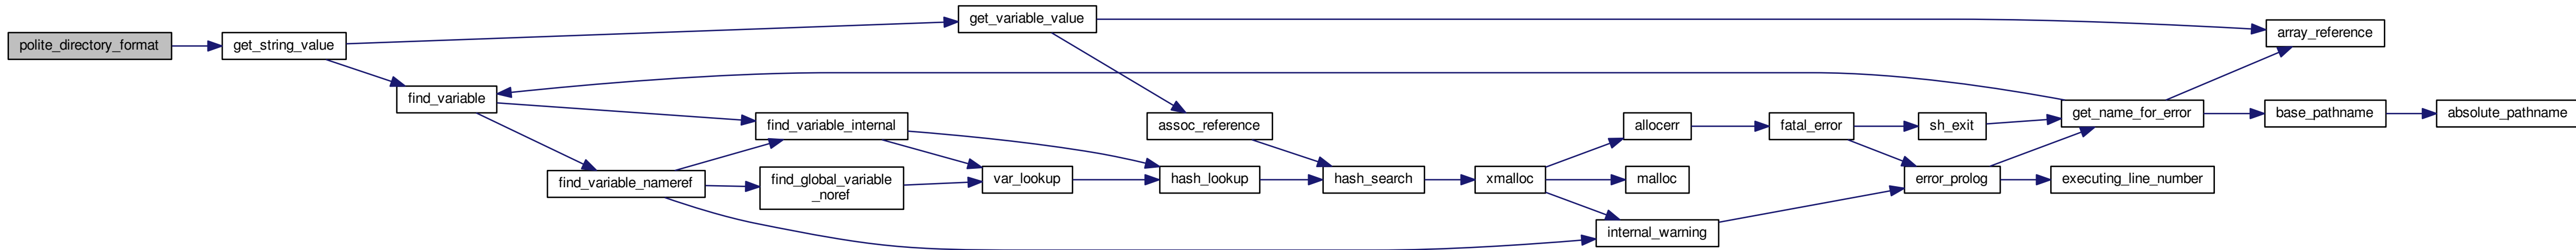 polite_directory_format
get_string_value
find_variable
find_variable_nameref
find_variable_internal
find_global_variable
_noref
get_variable_value
var_lookup
assoc_reference
hash_lookup
hash_search
xmalloc
allocerr
malloc
internal_warning
fatal_error
sh_exit
error_prolog
get_name_for_error
executing_line_number
array_reference
base_pathname
absolute_pathname